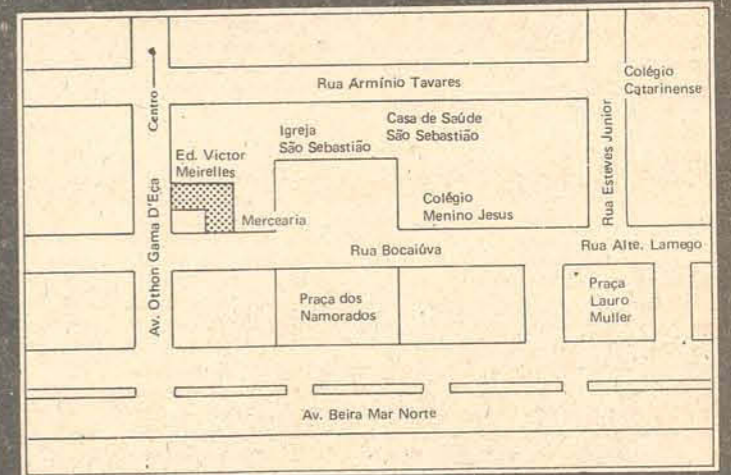 Centro
Rua Armínio Tavares
Colégio
Catarinense
Casa de Saúde
São Sebastião
Igreja
São Sebastião
Ed. Victor
Meirelles
Rua Esteves Junior
Av. Othon Gama D'Eça
Colégio
Menino Jesus
Mercearia
Rua Bocaiúva
Rua Alte. Lamego
Praça dos
Namorados
Praça
Lauro
Muller
Av. Beira Mar Norte